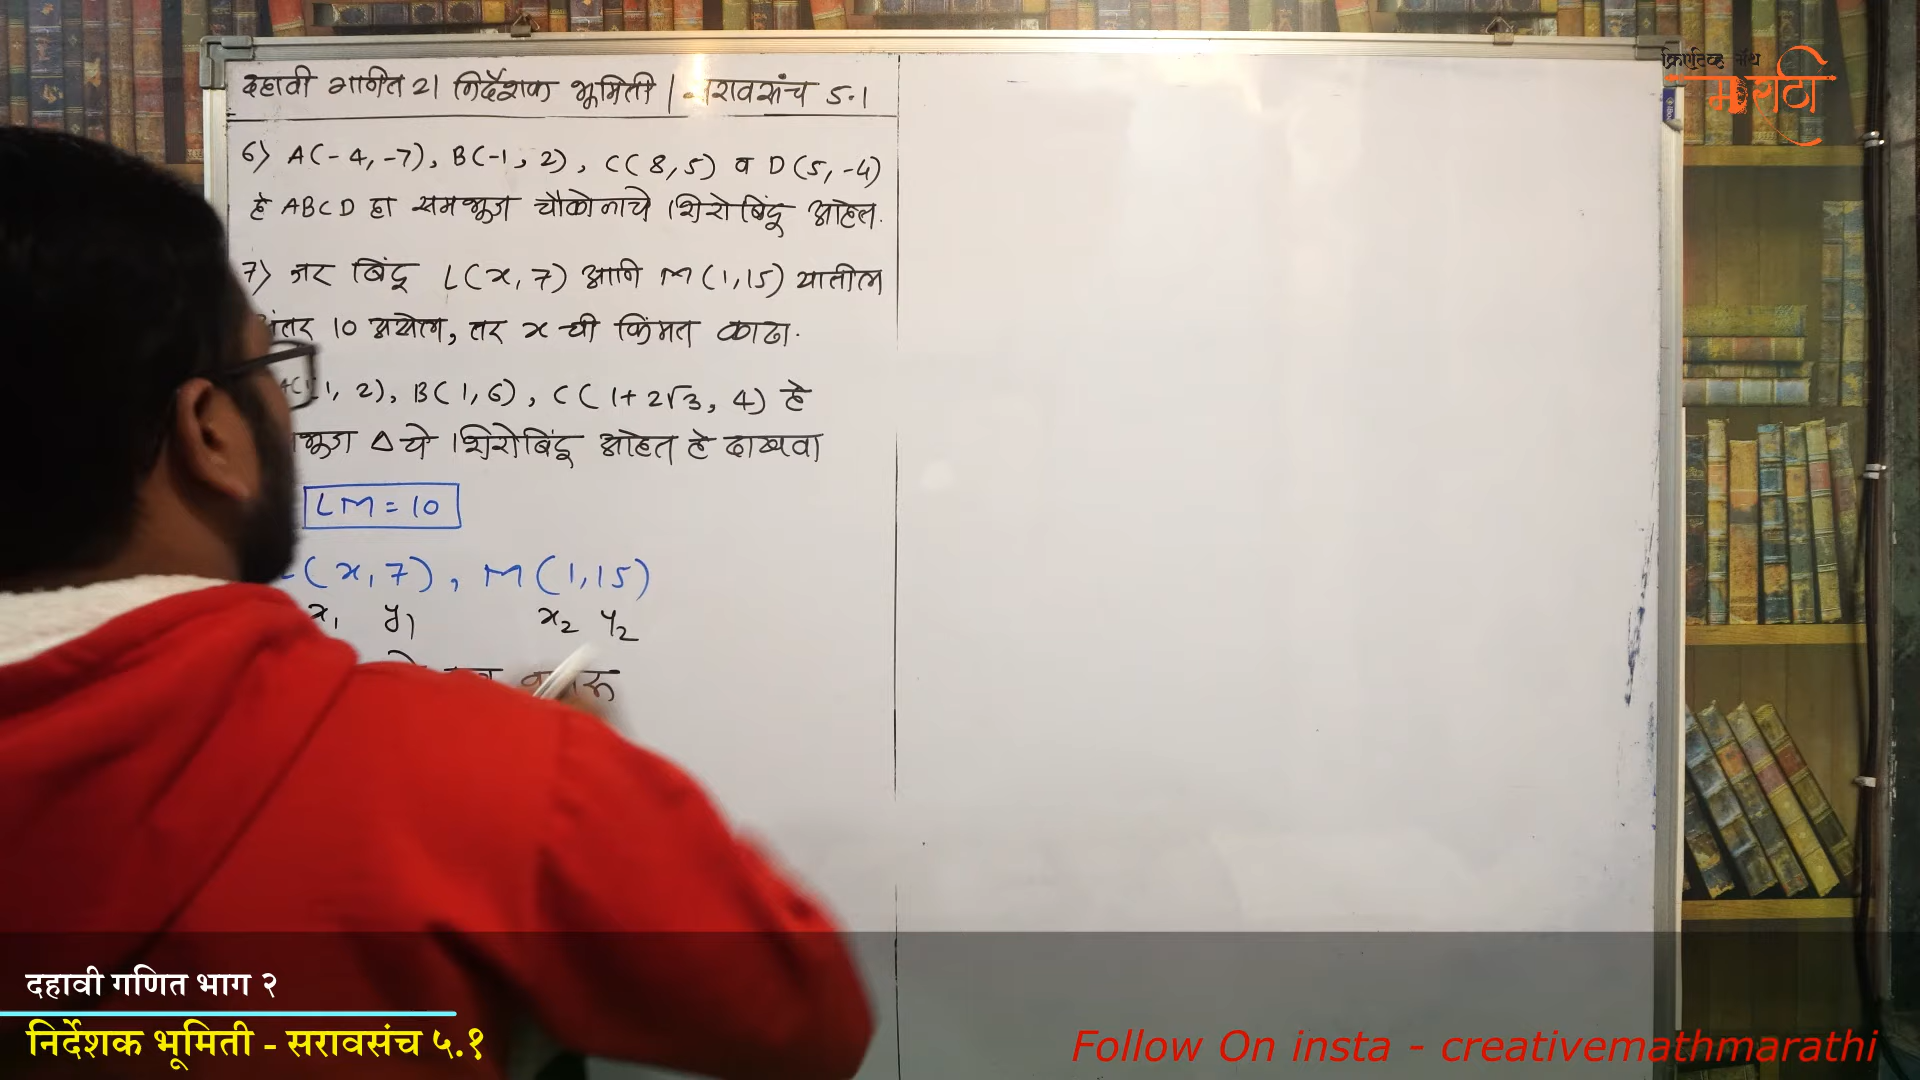 दहावी गणित 2| निर्देशक भूमिती | सरावसंच 5.1
6) A(-4,-7), B(-1, 2), C(8,5) व D(5,-4)
हे ABCD हा समभूज चौकोनाचे शिरोबिंदू आहेत.
7) जर बिंदू L(x, 7) आणि M(1,15) यातील
अंतर 10 असेल, तर x ची किंमत काढा.
1, 2), B(1,6), C(1+2√3, 4) हे
भूज Δ चे शिरोबिंदू आहेत हे दाखवा
LM = 10
(x,7), M(1,15)
x₁ y₁ x₂ y₂
क्रिएटिव्ह मॅथ
मराठी
दहावी गणित भाग २
निर्देशक भूमिती - सरावसंच ५.१
Follow On insta - creativemathmarathi